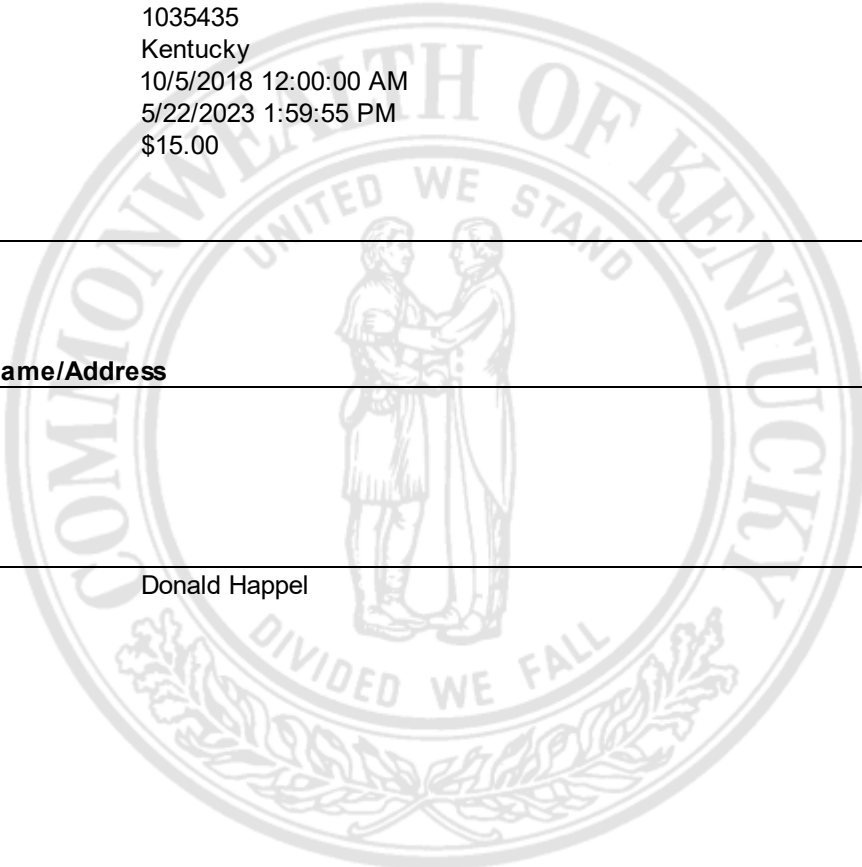 1035435
Kentucky
10/5/2018 12:00:00 AM
5/22/2023 1:59:55 PM
$15.00
COMMONWEALTH OF KENTUCKY
UNITED WE STAND
ame/Address
Donald Happel
DIVIDED WE FALL